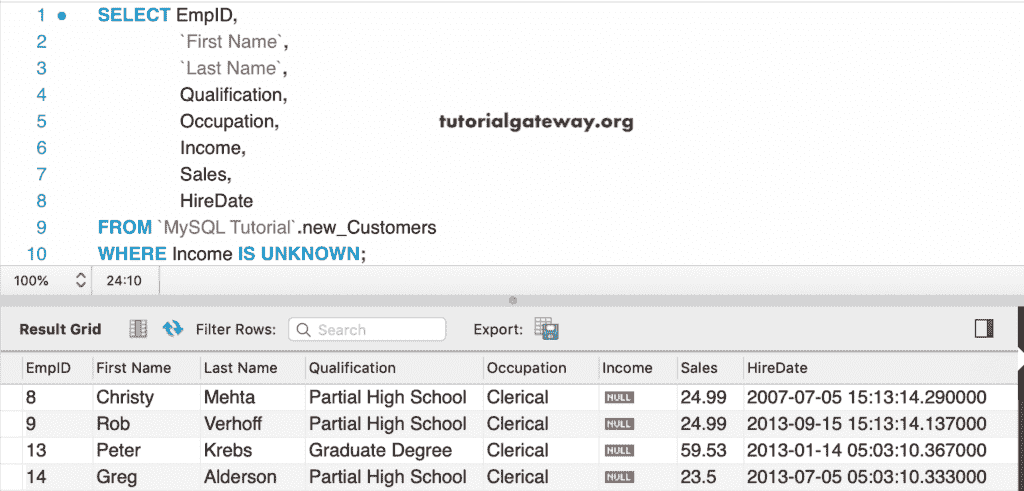 1 SELECT EmpID,
2 `First Name`,
3 `Last Name`,
4 Qualification,
5 Occupation, tutorialgateway.org
6 Income,
7 Sales,
8 HireDate
9 FROM `MySQL Tutorial`.new_Customers
10 WHERE Income IS UNKNOWN;
100% 24:10
Result Grid Filter Rows: Search Export:
EmpID First Name Last Name Qualification Occupation Income Sales HireDate
8 Christy Mehta Partial High School Clerical NULL 24.99 2007-07-05 15:13:14.290000
9 Rob Verhoff Partial High School Clerical NULL 24.99 2013-09-15 15:13:14.137000
13 Peter Krebs Graduate Degree Clerical NULL 59.53 2013-01-14 05:03:10.367000
14 Greg Alderson Partial High School Clerical NULL 23.5 2013-07-05 05:03:10.333000